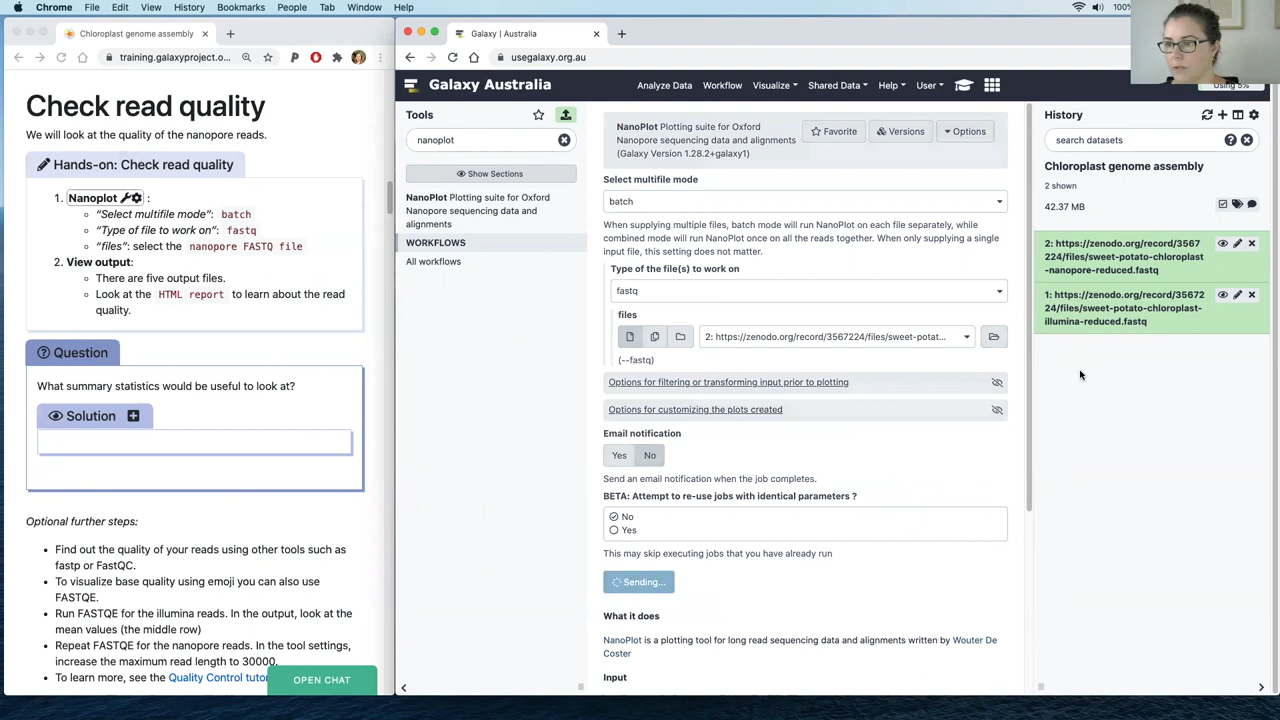 Chrome File Edit View History Bookmarks People Tab Window Help
100%
Chloroplast genome assembly
training.galaxyproject.o...
Check read quality
We will look at the quality of the nanopore reads.
Hands-on: Check read quality
1. Nanoplot :
"Select multifile mode": batch
"Type of file to work on": fastq
"files": select the nanopore FASTQ file
2. View output:
There are five output files.
Look at the HTML report to learn about the read
quality.
Question
What summary statistics would be useful to look at?
Solution
Optional further steps:
Find out the quality of your reads using other tools such as
fastp or FastQC.
To visualize base quality using emoji you can also use
FASTQE.
Run FASTQE for the illumina reads. In the output, look at the
mean values (the middle row)
Repeat FASTQE for the nanopore reads. In the tool settings,
increase the maximum read length to 30000.
To learn more, see the Quality Control tutor
OPEN CHAT
Galaxy | Australia
usegalaxy.org.au
Galaxy Australia
Analyze Data Workflow Visualize Shared Data Help User
Using 5%
Tools
nanoplot
Show Sections
NanoPlot Plotting suite for Oxford
Nanopore sequencing data and
alignments
WORKFLOWS
All workflows
NanoPlot Plotting suite for Oxford
Nanopore sequencing data and alignments
(Galaxy Version 1.28.2+galaxy1)
Favorite
Versions
Options
Select multifile mode
batch
When supplying multiple files, batch mode will run NanoPlot on each file separately, while
combined mode will run NanoPlot once on all the reads together. When only supplying a single
input file, this setting does not matter.
Type of the file(s) to work on
fastq
files
2: https://zenodo.org/record/3567224/files/sweet-potat...
(--fastq)
Options for filtering or transforming input prior to plotting
Options for customizing the plots created
Email notification
Yes No
Send an email notification when the job completes.
BETA: Attempt to re-use jobs with identical parameters ?
No
Yes
This may skip executing jobs that you have already run
Sending...
What it does
NanoPlot is a plotting tool for long read sequencing data and alignments written by Wouter De
Coster
Input
History
search datasets
Chloroplast genome assembly
2 shown
42.37 MB
2: https://zenodo.org/record/3567
224/files/sweet-potato-chloroplast
-nanopore-reduced.fastq
1: https://zenodo.org/record/35672
24/files/sweet-potato-chloroplast-
illumina-reduced.fastq